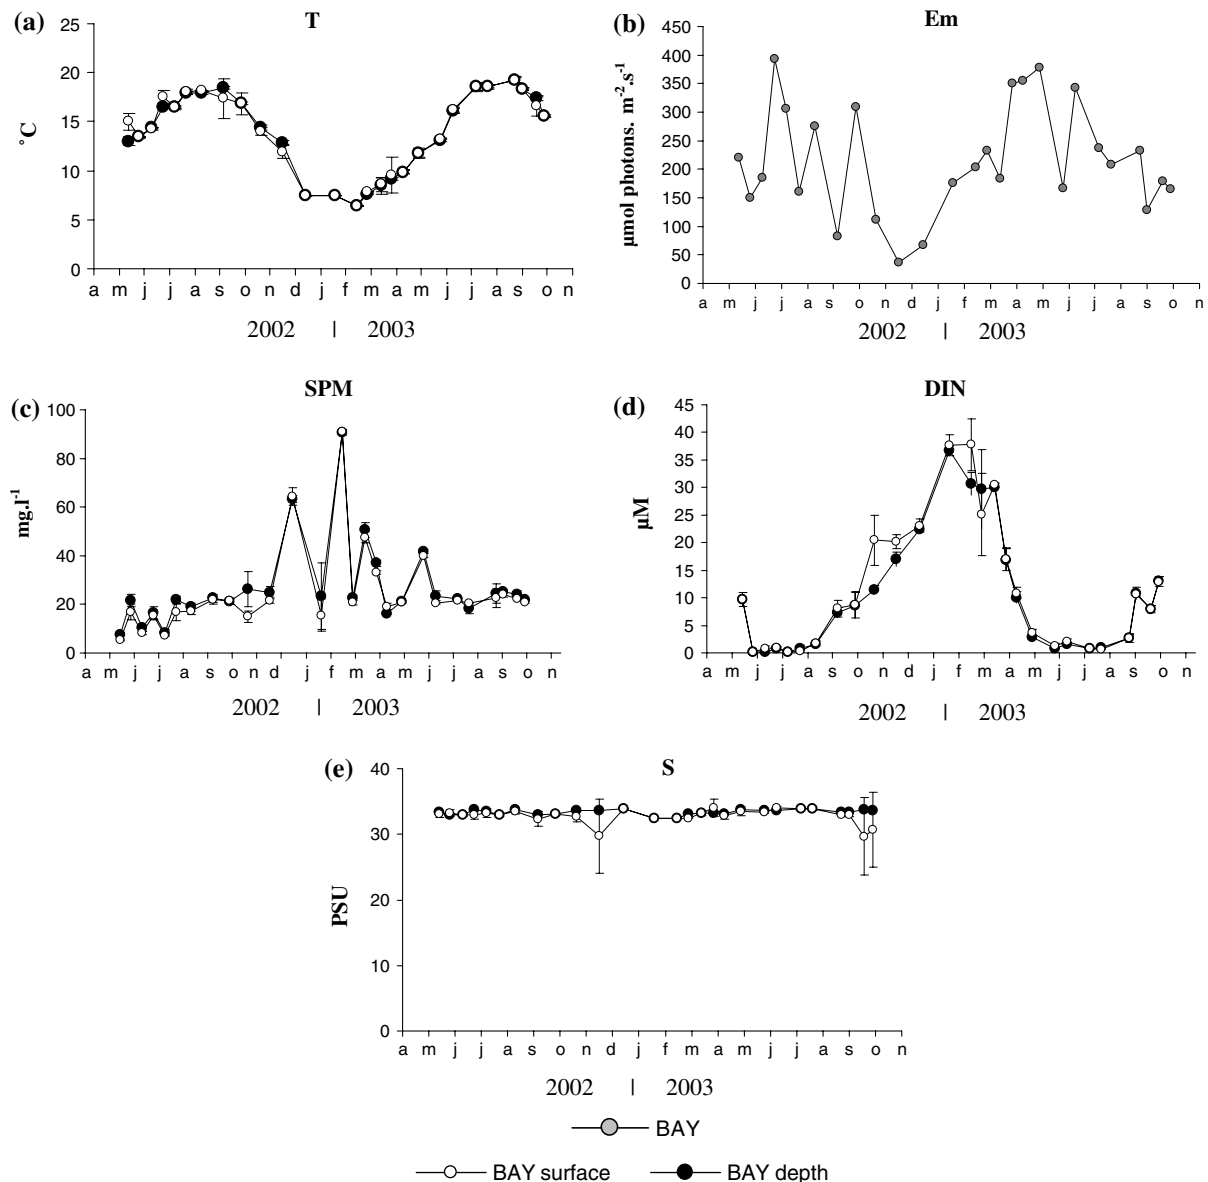 (a) T
25
20
15
10
5
0
°C
a m j j a s o n d j f m a m j j a s o n
2002 | 2003
(b) Em
450
400
350
300
250
200
150
100
50
0
µmol photons. m-2.s-1
a m j j a s o n d j f m a m j j a s o n
2002 | 2003
(c) SPM
100
80
60
40
20
0
mg.l-1
a m j j a s o n d j f m a m j j a s o n
2002 | 2003
(d) DIN
45
40
35
30
25
20
15
10
5
0
µM
a m j j a s o n d j f m a m j j a s o n
2002 | 2003
(e) S
40
30
20
10
0
PSU
a m j j a s o n d j f m a m j j a s o n
2002 | 2003
BAY
BAY surface BAY depth